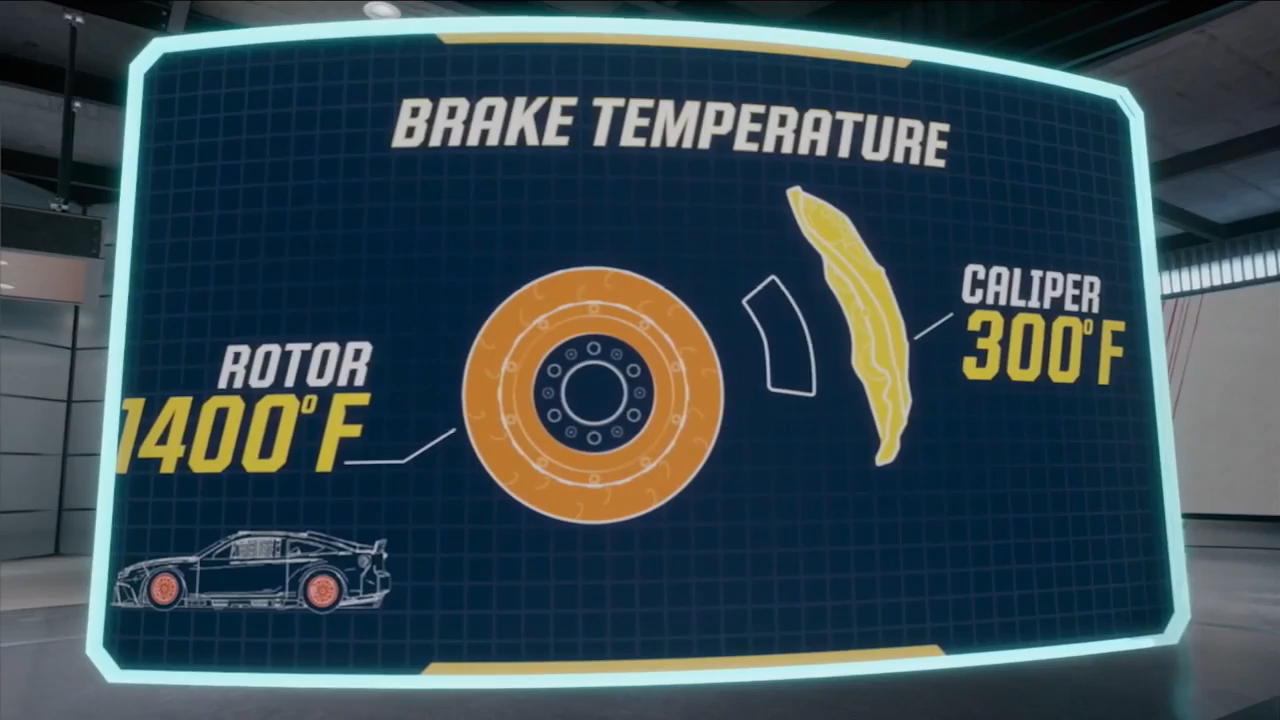 BRAKE TEMPERATURE
CALIPER
300°F
ROTOR
1400°F